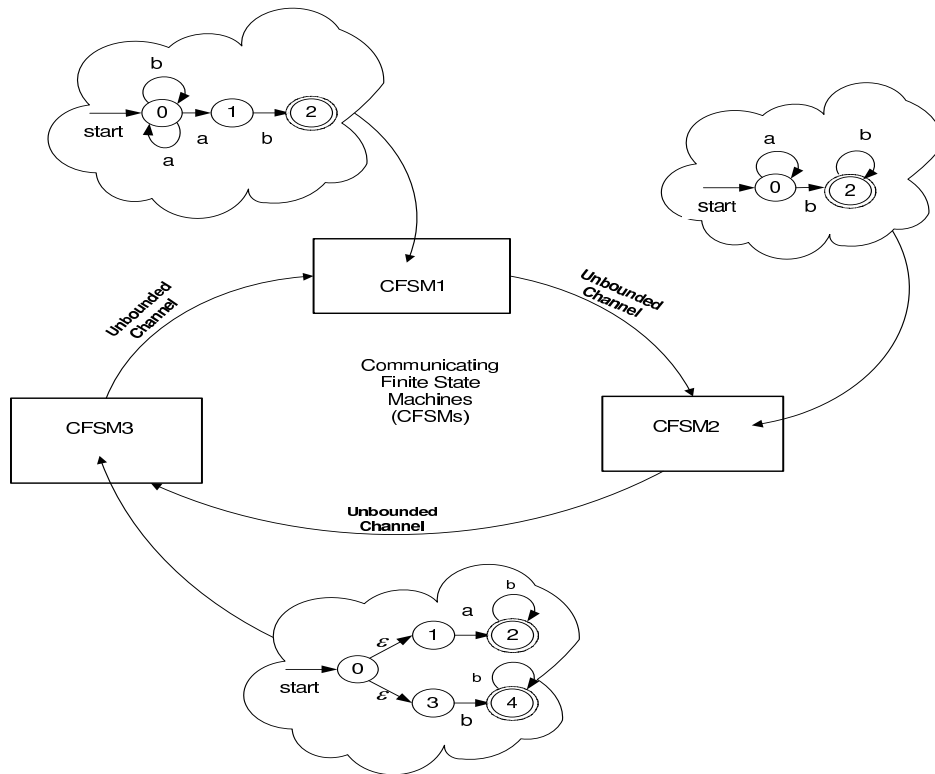 b
0
1
2
start
a
b
a
a
b
0
2
start
b
CFSM1
Unbounded
Channel
Unbounded
Channel
Communicating
Finite State
Machines
(CFSMs)
CFSM3
CFSM2
Unbounded
Channel
b
a
ε
1
2
0
start
b
ε
3
4
b